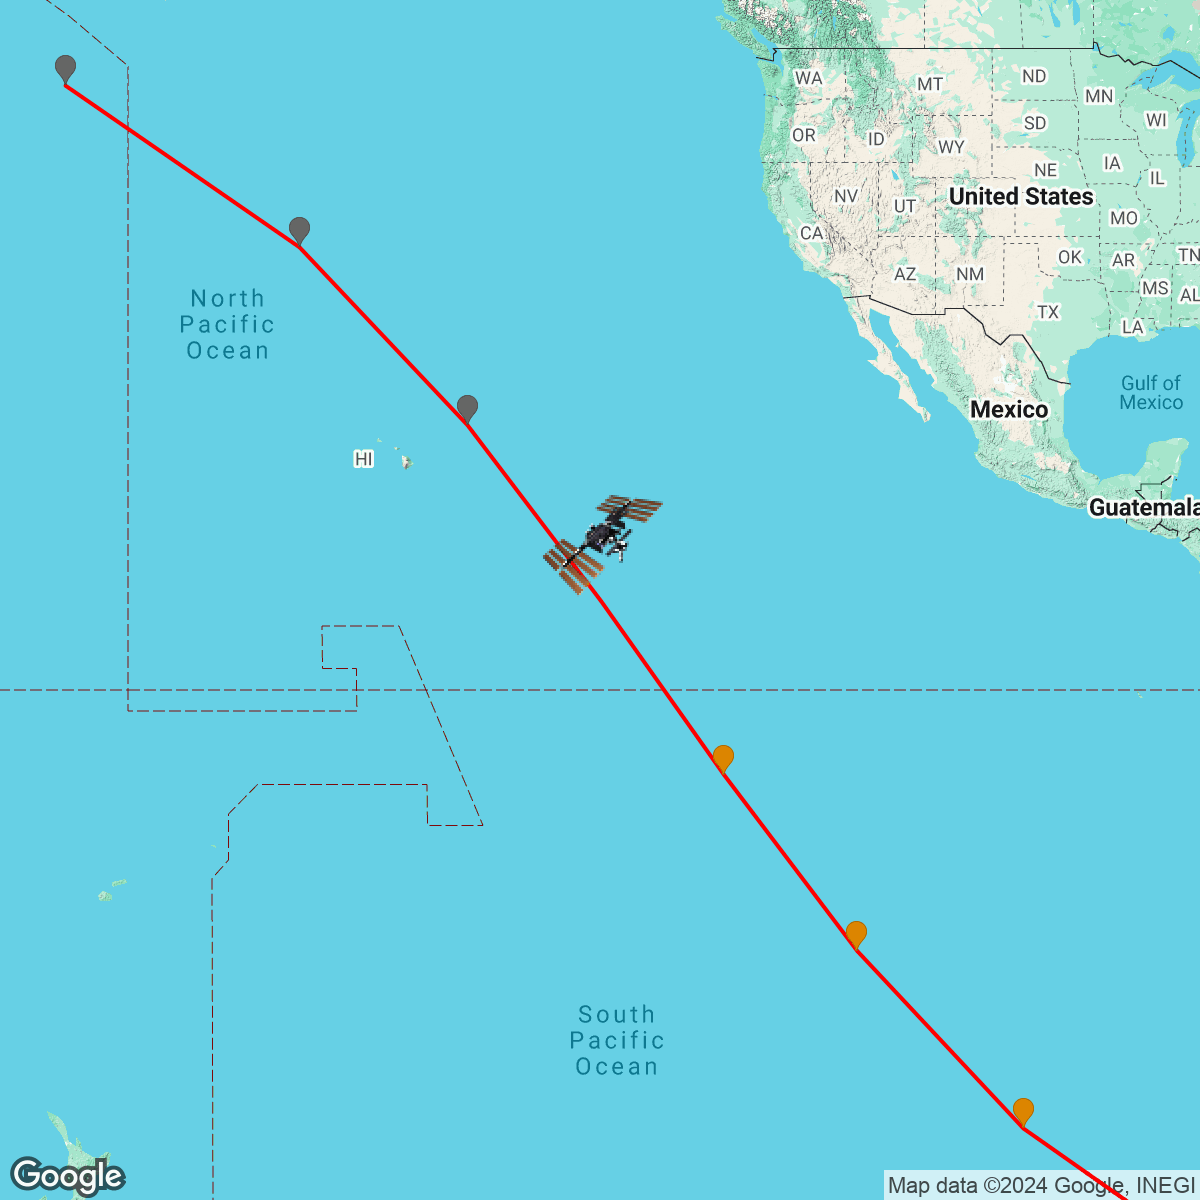 WA
MT
ND
MN
OR
ID
SD
WI
WY
NE
IA
IL
NV
UT
United States
MO
CA
OK
TN
AZ
NM
AR
MS
AL
TX
LA
North
Pacific
Ocean
Gulf of
Mexico
Mexico
HI
Guatemala
South
Pacific
Ocean
Google
Map data ©2024 Google, INEGI